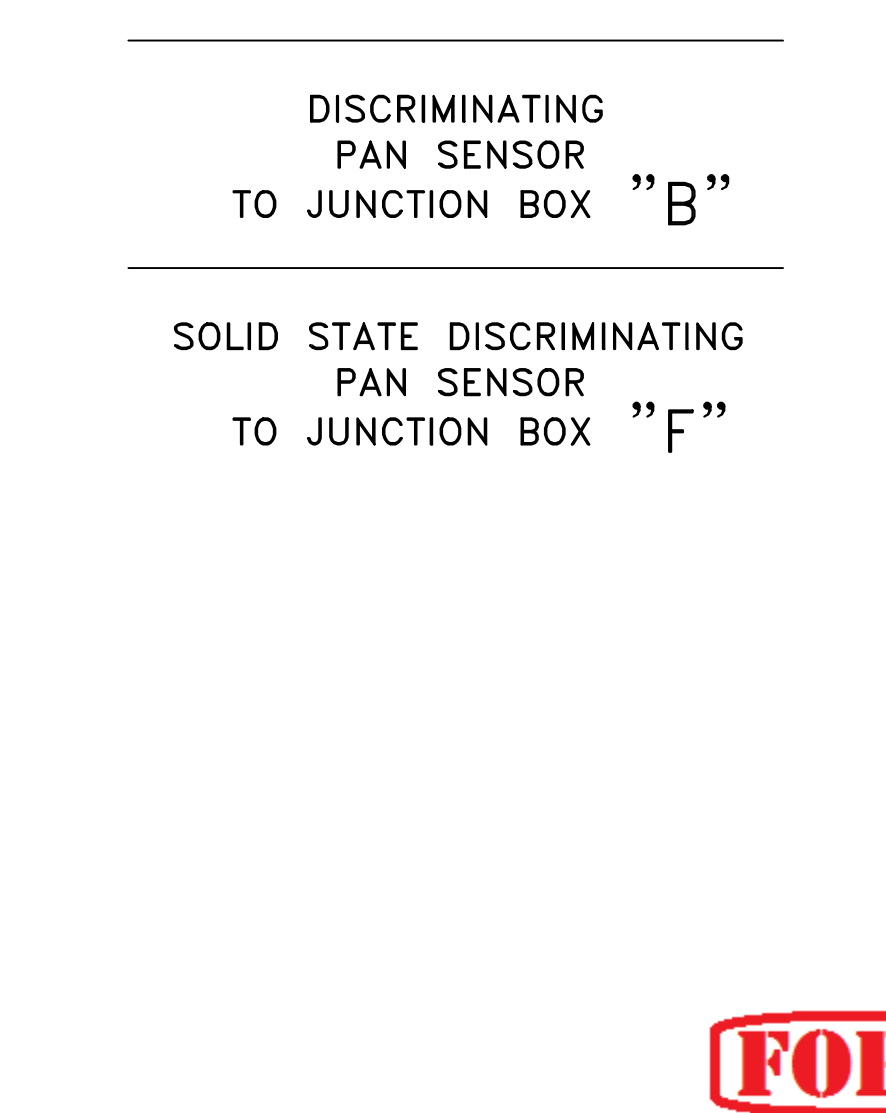 DISCRIMINATING
PAN SENSOR
TO JUNCTION BOX "B"
SOLID STATE DISCRIMINATING
PAN SENSOR
TO JUNCTION BOX "F"